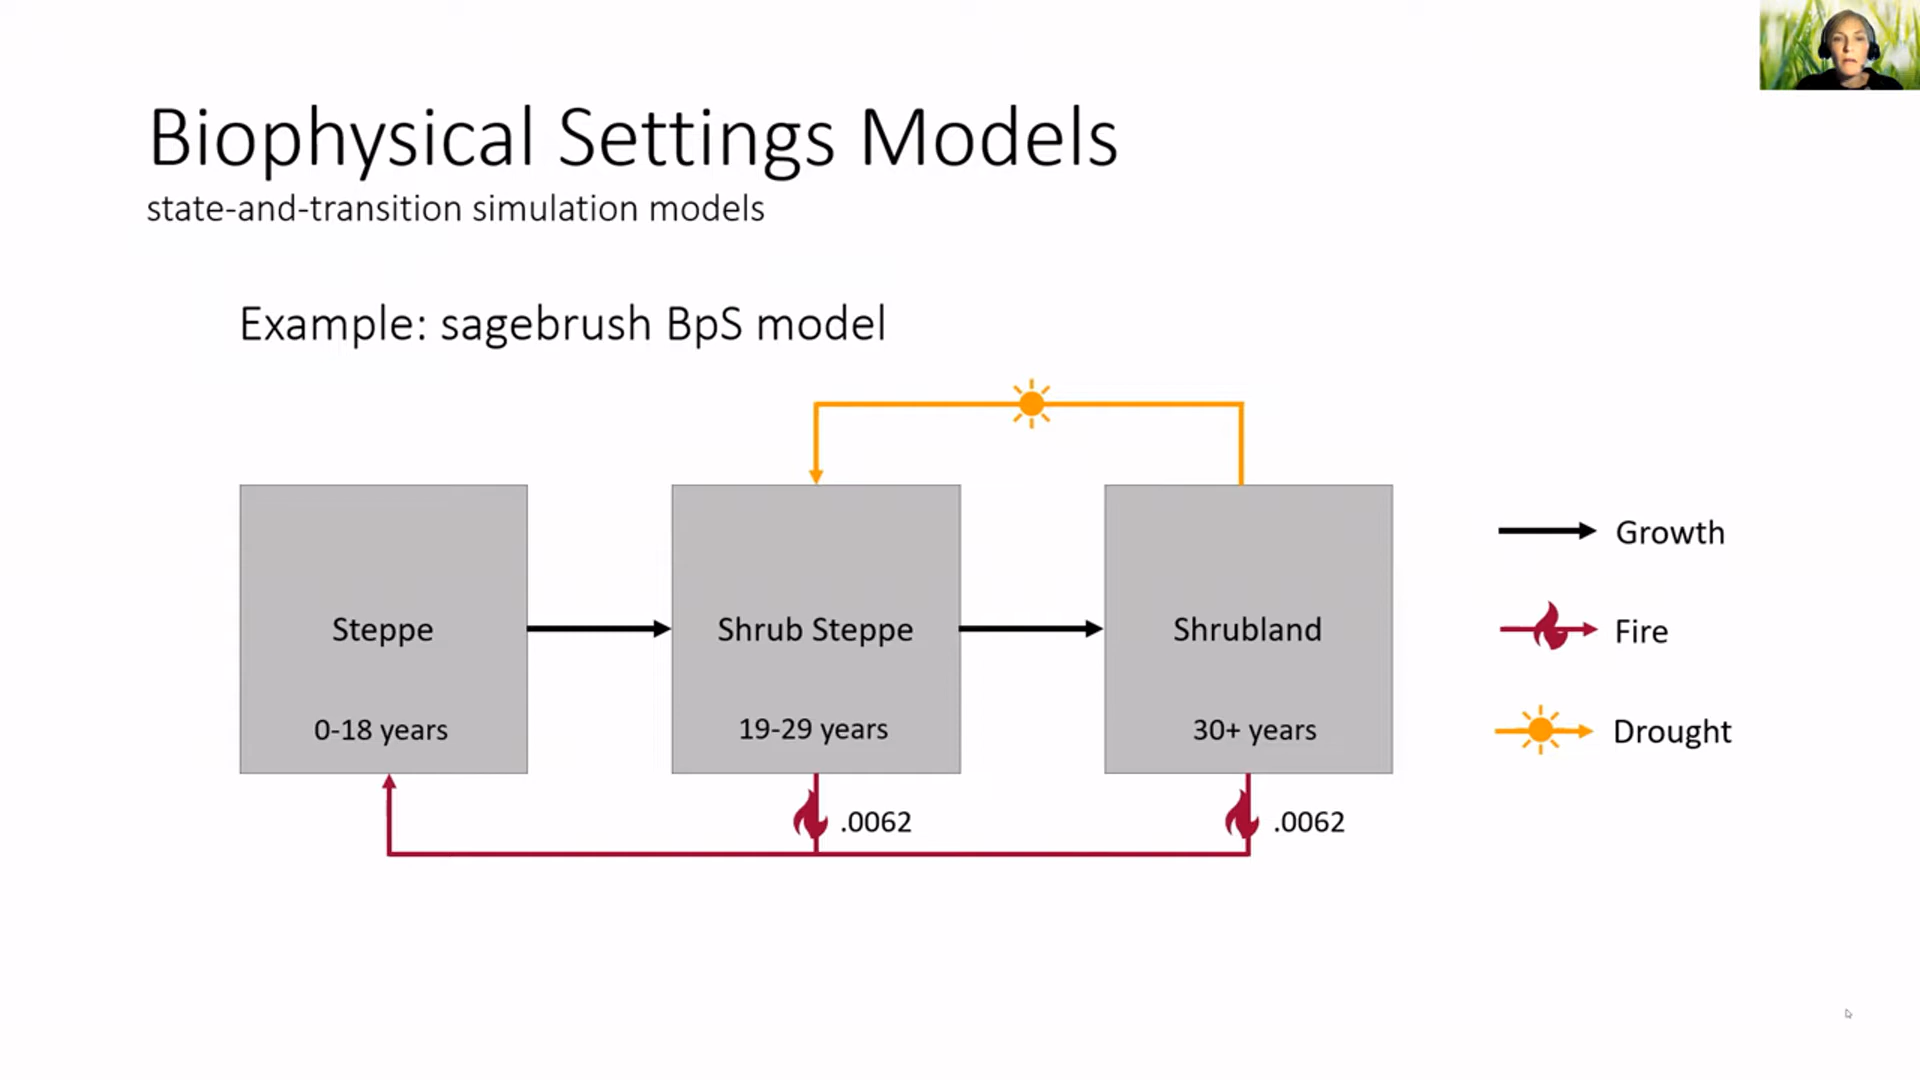 Biophysical Settings Models
state-and-transition simulation models
Example: sagebrush BpS model
Steppe
0-18 years
Shrub Steppe
19-29 years
Shrubland
30+ years
.0062
.0062
Growth
Fire
Drought